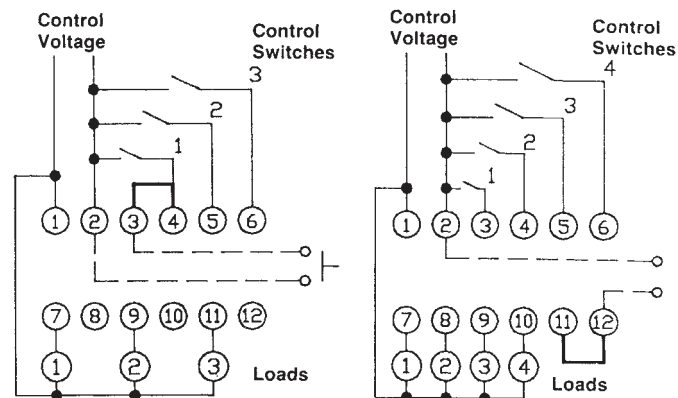 Control
Voltage
Control
Switches
3
2
1
1 2 3 4 5 6
7 8 9 10 11 12
1 2 3
Loads
Control
Voltage
Control
Switches
4
3
2
1
1 2 3 4 5 6
7 8 9 10 11 12
1 2 3 4
Loads